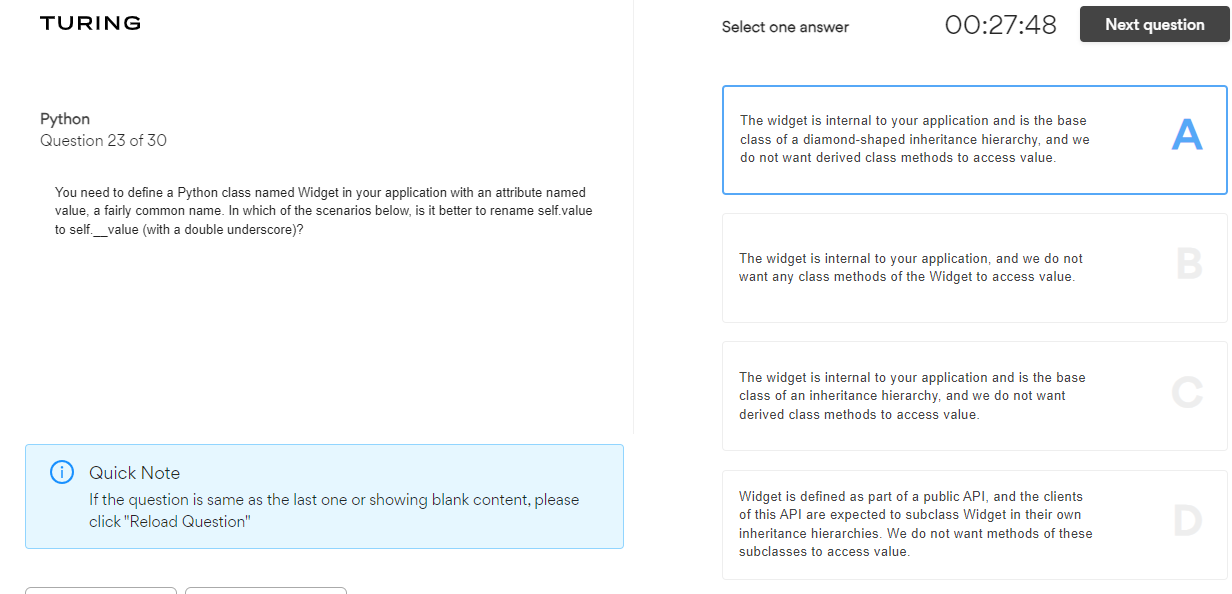 TURING
Select one answer
00:27:48
Next question
Python
Question 23 of 30
You need to define a Python class named Widget in your application with an attribute named
value, a fairly common name. In which of the scenarios below, is it better to rename self.value
to self.__value (with a double underscore)?
Quick Note
If the question is same as the last one or showing blank content, please
click "Reload Question"
The widget is internal to your application and is the base
class of a diamond-shaped inheritance hierarchy, and we
do not want derived class methods to access value.
A
The widget is internal to your application, and we do not
want any class methods of the Widget to access value.
B
The widget is internal to your application and is the base
class of an inheritance hierarchy, and we do not want
derived class methods to access value.
C
Widget is defined as part of a public API, and the clients
of this API are expected to subclass Widget in their own
inheritance hierarchies. We do not want methods of these
subclasses to access value.
D